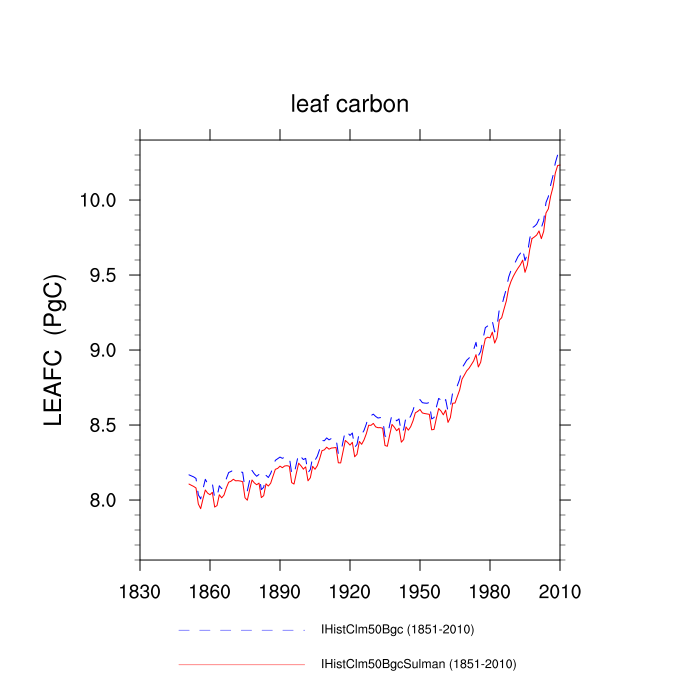 leaf carbon
LEAFC (PgC)
10.0
9.5
9.0
8.5
8.0
1830 1860 1890 1920 1950 1980 2010
IHistClm50Bgc (1851-2010)
IHistClm50BgcSulman (1851-2010)